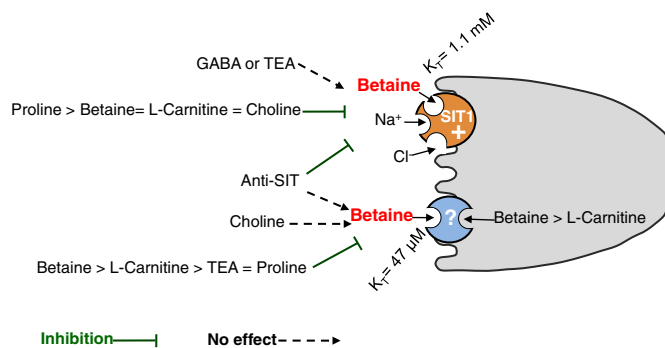 K_T= 1.1 mM
GABA or TEA
Betaine
Proline > Betaine= L-Carnitine = Choline
SIT1
Na⁺
+
Cl⁻
Anti-SIT
Choline
Betaine
?
Betaine > L-Carnitine
Betaine > L-Carnitine > TEA = Proline
K_T= 47 µM
Inhibition
No effect